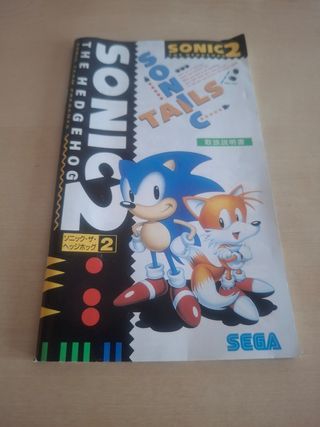 SONIC 2
THE HEDGEHOG
ソニック・ザ・
ヘッジホッグ 2
SONIC 2
SONIC
TAILS
取扱説明書
SEGA